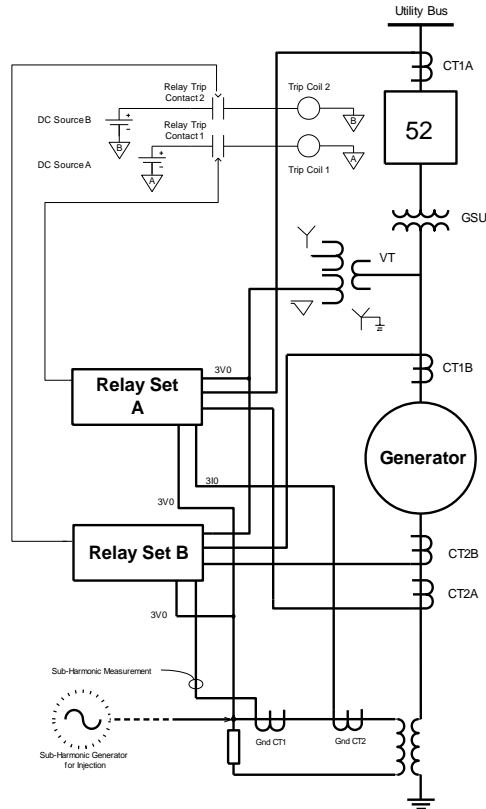 Utility Bus
CT1A
Relay Trip
Contact 2
Trip Coil 2
DC Source B
+
-
B
B
52
Relay Trip
Contact 1
DC Source A
+
-
A
A
Trip Coil 1
GSU
VT
CT1B
3V0
Relay Set
A
Generator
3I0
3V0
Relay Set B
CT2B
CT2A
3V0
Sub-Harmonic Measurement
Sub-Harmonic Generator
for Injection
Gnd CT1
Gnd CT2